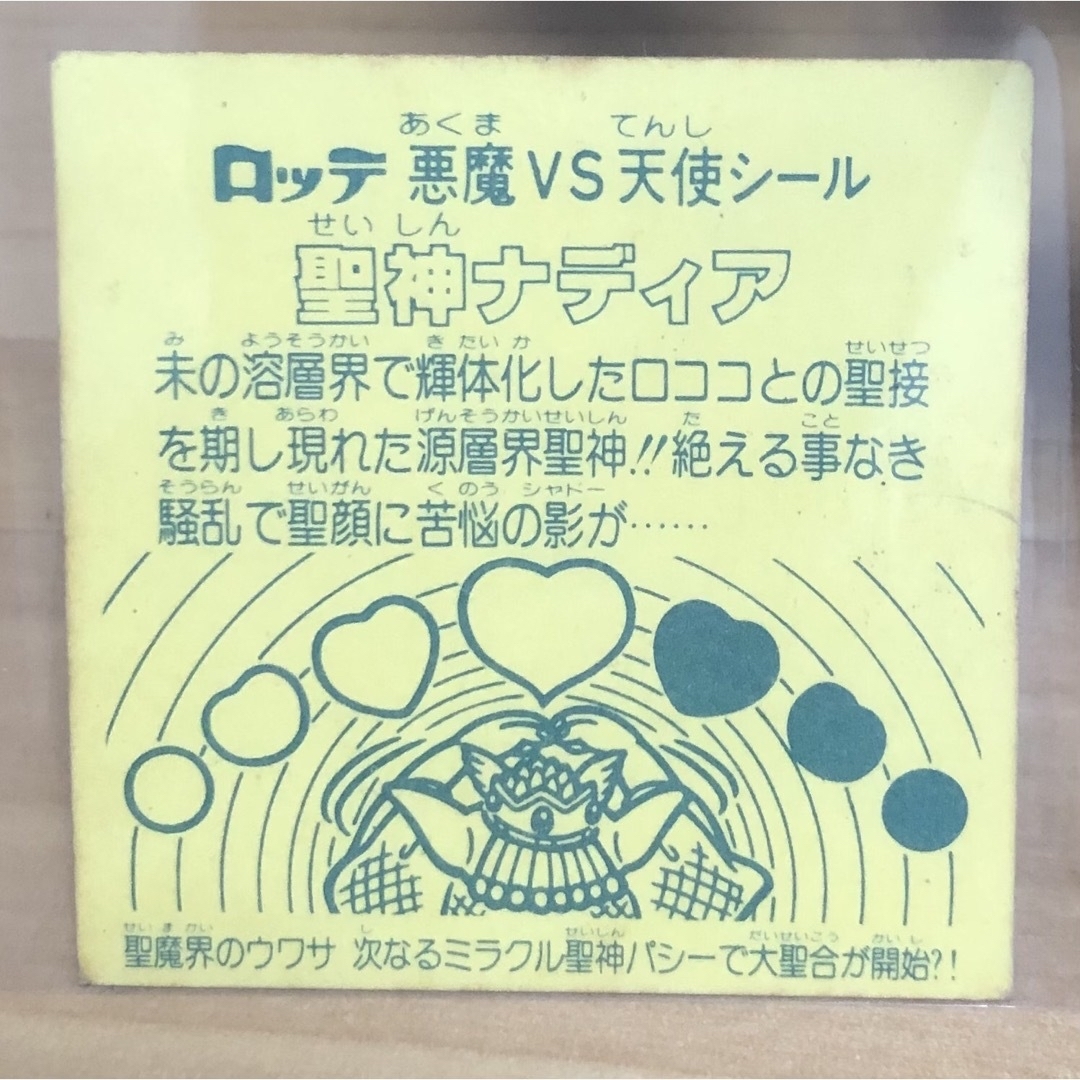 あくま てんし
ロッテ 悪魔VS天使シール
せいしん
聖神ナディア
み ようそうかい きたいか せいせつ
未の溶層界で輝体化したロココとの聖接
き あらわ げんそうかいせいしん た こと
を期し現れた源層界聖神!!絶える事なき
そうらん せいがん くのう シャドー
騒乱で聖顔に苦悩の影が……
せいまかい し せいしん だいせいこう かいし
聖魔界のウワサ 次なるミラクル聖神パシーで大聖合が開始?!